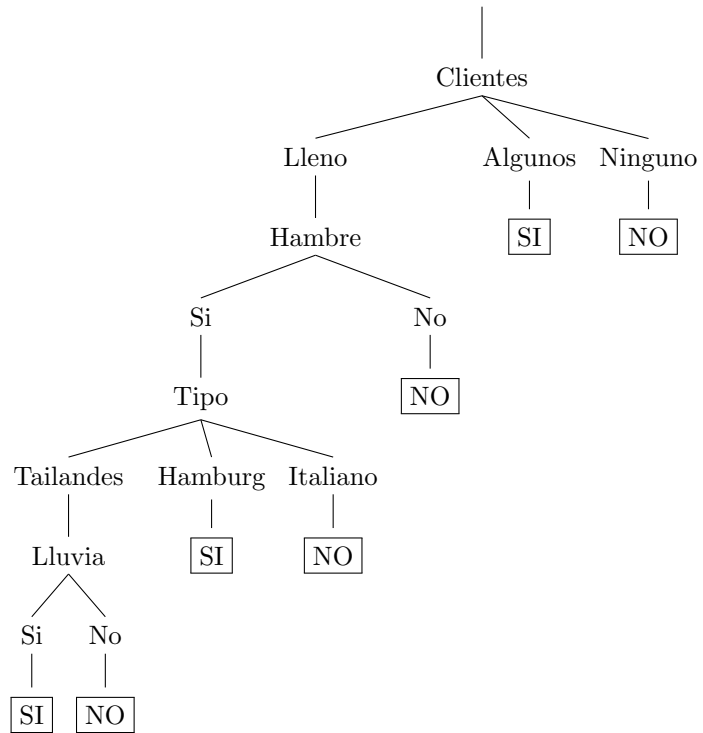 Clientes
Lleno Algunos Ninguno
Hambre SI NO
Si No
Tipo NO
Tailandes Hamburg Italiano
Lluvia SI NO
Si No
SI NO